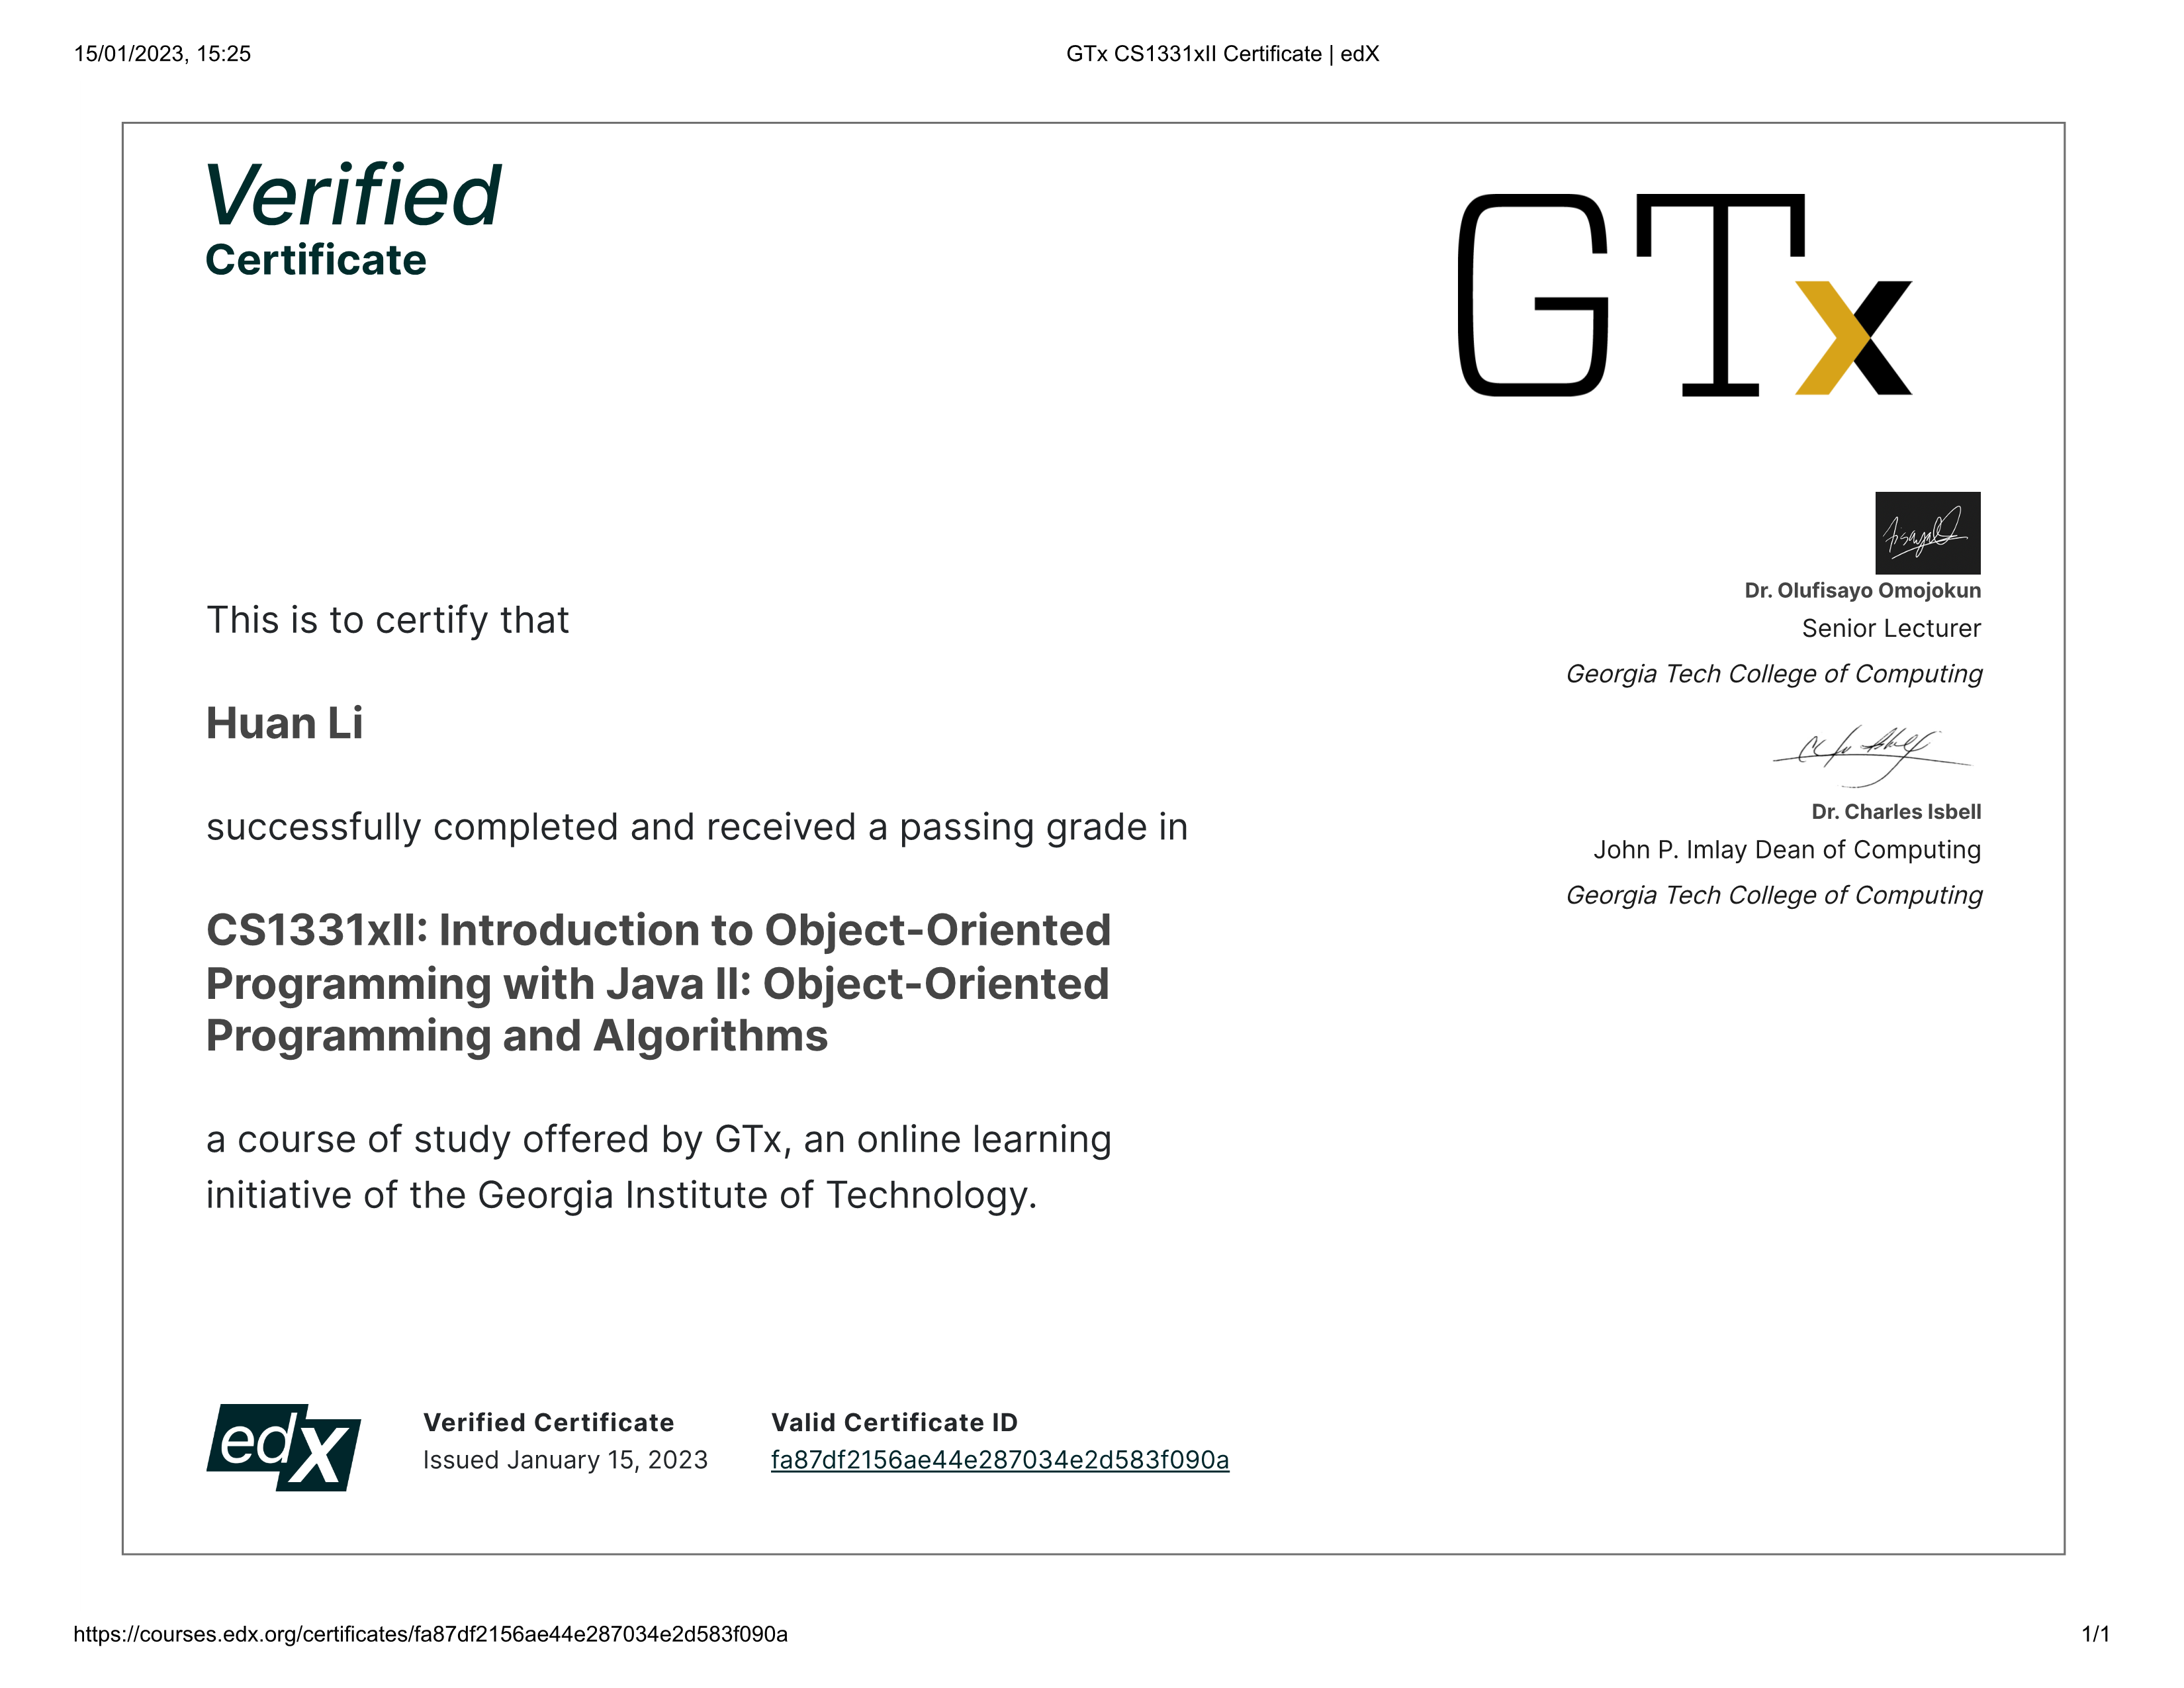 15/01/2023, 15:25
GTx CS1331xII Certificate | edX
Verified
Certificate
GTx
This is to certify that
Huan Li
successfully completed and received a passing grade in
CS1331xII: Introduction to Object-Oriented
Programming with Java II: Object-Oriented
Programming and Algorithms
a course of study offered by GTx, an online learning
initiative of the Georgia Institute of Technology.
Dr. Olufisayo Omojokun
Senior Lecturer
Georgia Tech College of Computing
Dr. Charles Isbell
John P. Imlay Dean of Computing
Georgia Tech College of Computing
edX
Verified Certificate
Issued January 15, 2023
Valid Certificate ID
fa87df2156ae44e287034e2d583f090a
https://courses.edx.org/certificates/fa87df2156ae44e287034e2d583f090a
1/1